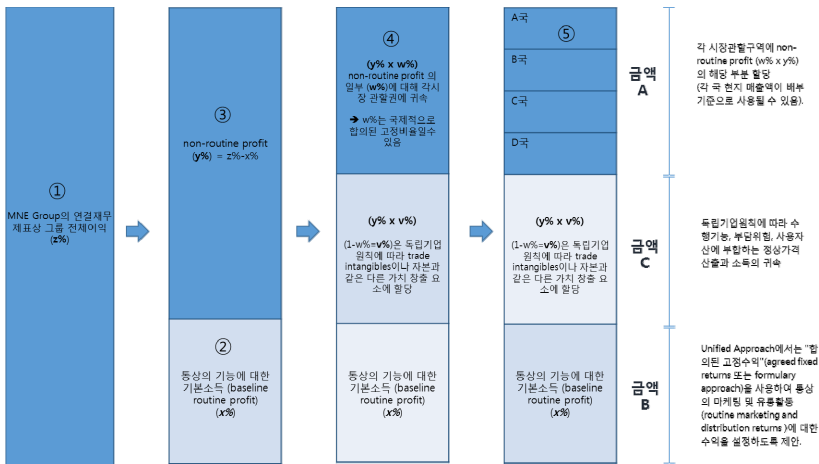 ①
MNE Group의 연결재무
제표상 그룹 전체이익
(z%)
③
non-routine profit
(y%) = z%-x%
②
통상의 기능에 대한
기본소득 (baseline
routine profit)
(x%)
④
(y% x w%)
non-routine profit 의
일부 (w%)에 대해 각시
장 관할권에 귀속
➔ w%는 국제적으로
합의된 고정비율일수
있음
(y% x v%)
(1-w%=v%)은 독립기업
원칙에 따라 trade
intangibles이나 자본과
같은 다른 가치 창출 요
소에 할당
통상의 기능에 대한
기본소득 (baseline
routine profit)
(x%)
⑤
A국
B국
C국
D국
(y% x v%)
(1-w%=v%)은 독립기업
원칙에 따라 trade
intangibles이나 자본과
같은 다른 가치 창출 요
소에 할당
통상의 기능에 대한
기본소득 (baseline
routine profit)
(x%)
금액
A
각 시장관할구역에 non-
routine profit (w% x y%)
의 해당 부분 할당
(각 국 현지 매출액이 배부
기준으로 사용될 수 있음).
금액
C
독립기업원칙에 따라 수
행기능, 부담위험, 사용자
산에 부합하는 정상가격
산출과 소득의 귀속
금액
B
Unified Approach에서는 "합
의된 고정수익"(agreed fixed
returns 또는 formulary
approach)을 사용하여 통상
의 마케팅 및 유통활동
(routine marketing and
distribution returns )에 대한
수익을 설정하도록 제안.